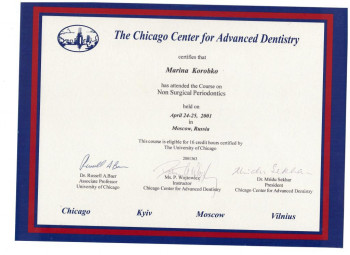 The Chicago Center for Advanced Dentistry
certifies that
Marina Korobko
has attended the Course on
Non Surgical Periodontics
held on
April 24-25, 2001
in
Moscow, Russia
This course is eligible for 16 credit hours certified by
The University of Chicago
Dr. Russell A.Baer
Associate Professor
University of Chicago
Ms. P. Wojtowicz
Instructor
Chicago Center for Advanced Dentistry
Dr. Milda Sekhon
President
Chicago Center for Advanced Dentistry
Chicago Kyiv Moscow Vilnius